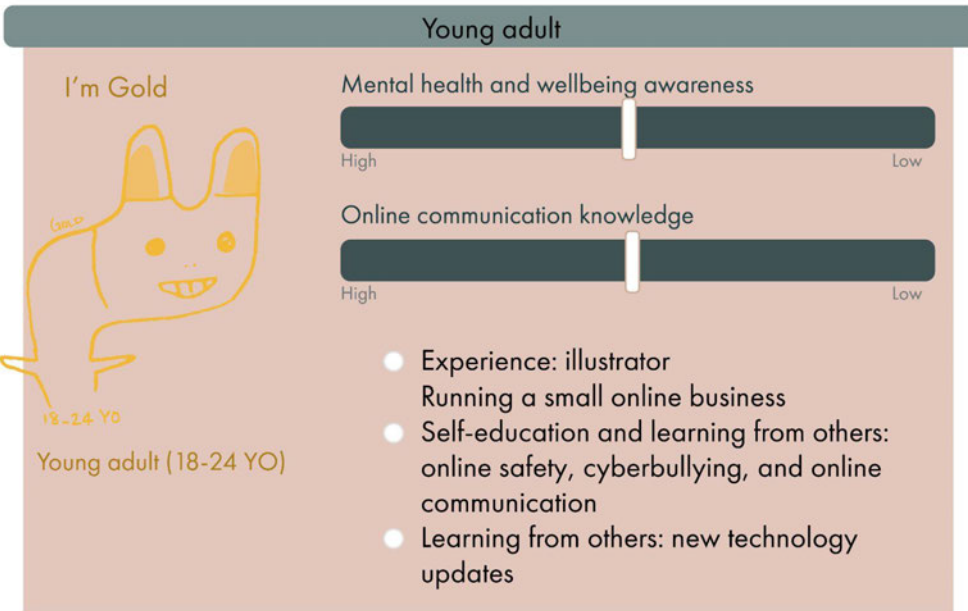 Young adult
I'm Gold
GOLD
18-24 YO
Young adult (18-24 YO)
Mental health and wellbeing awareness
High Low
Online communication knowledge
High Low
Experience: illustrator
Running a small online business
Self-education and learning from others:
online safety, cyberbullying, and online
communication
Learning from others: new technology
updates